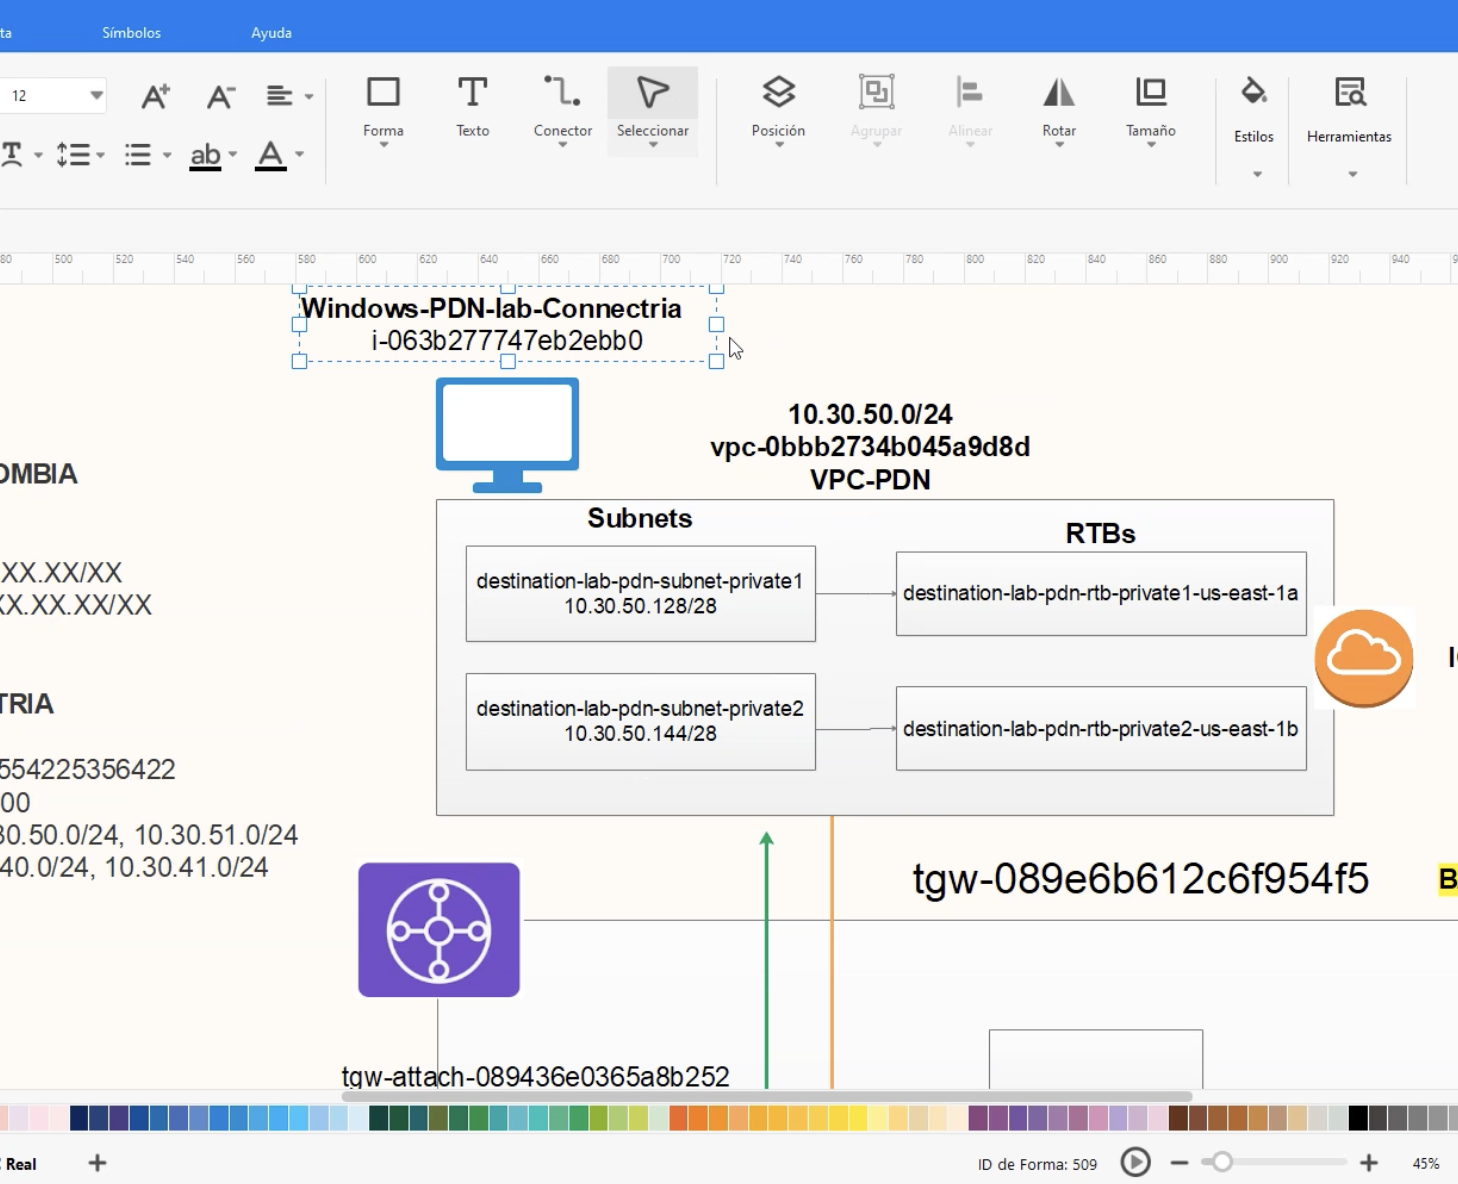 ta Símbolos Ayuda
12
Forma Texto Conector Seleccionar Posición Agrupar Alinear Rotar Tamaño Estilos Herramientas
80 500 520 540 560 580 600 620 640 660 680 700 720 740 760 780 800 820 840 860 880 900 920 940 9
Windows-PDN-lab-Connectria
i-063b277747eb2ebb0
10.30.50.0/24
vpc-0bbb2734b045a9d8d
VPC-PDN
OMBIA
XX.XX/XX
XX.XX.XX/XX
TRIA
554225356422
00
30.50.0/24, 10.30.51.0/24
40.0/24, 10.30.41.0/24
Subnets
RTBs
destination-lab-pdn-subnet-private1
10.30.50.128/28
destination-lab-pdn-rtb-private1-us-east-1a
destination-lab-pdn-subnet-private2
10.30.50.144/28
destination-lab-pdn-rtb-private2-us-east-1b
tgw-089e6b612c6f954f5
tgw-attach-089436e0365a8b252
Real
ID de Forma: 509
45%